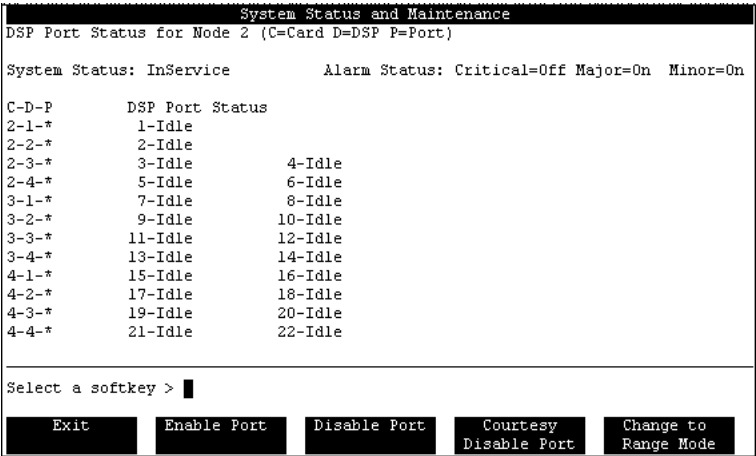 System Status and Maintenance
DSP Port Status for Node 2 (C=Card D=DSP P=Port)
System Status: InService Alarm Status: Critical=Off Major=On Minor=On
C-D-P DSP Port Status
2-1-* 1-Idle
2-2-* 2-Idle
2-3-* 3-Idle 4-Idle
2-4-* 5-Idle 6-Idle
3-1-* 7-Idle 8-Idle
3-2-* 9-Idle 10-Idle
3-3-* 11-Idle 12-Idle
3-4-* 13-Idle 14-Idle
4-1-* 15-Idle 16-Idle
4-2-* 17-Idle 18-Idle
4-3-* 19-Idle 20-Idle
4-4-* 21-Idle 22-Idle
Select a softkey >
Exit Enable Port Disable Port Courtesy Change to
Disable Port Range Mode